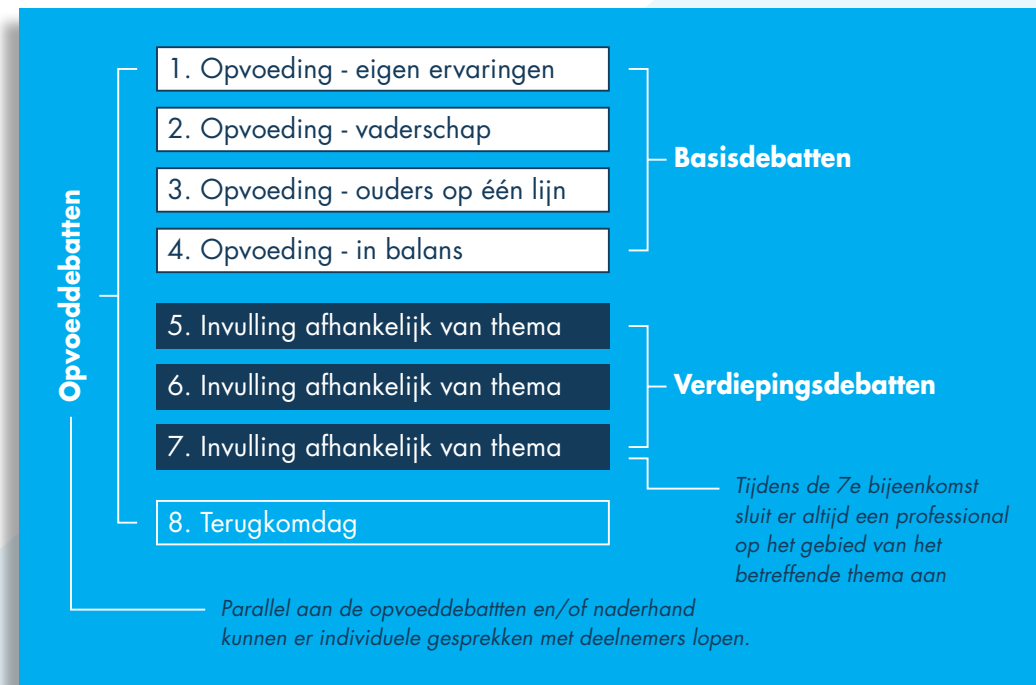 Opvoeddebatten
1. Opvoeding - eigen ervaringen
2. Opvoeding - vaderschap
3. Opvoeding - ouders op één lijn
4. Opvoeding - in balans
Basisdebatten
5. Invulling afhankelijk van thema
6. Invulling afhankelijk van thema
7. Invulling afhankelijk van thema
Verdiepingsdebatten
Tijdens de 7e bijeenkomst
sluit er altijd een professional
op het gebied van het
betreffende thema aan
8. Terugkomdag
Parallel aan de opvoeddebattten en/of naderhand
kunnen er individuele gesprekken met deelnemers lopen.